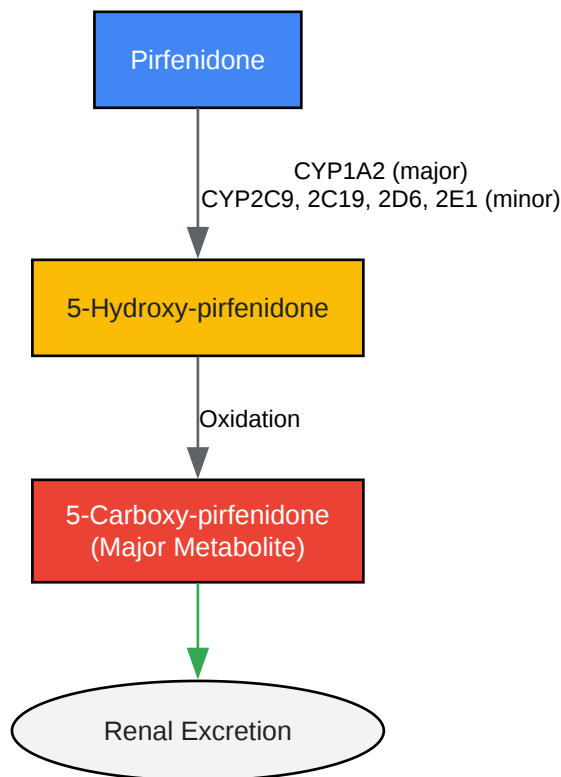 Pirfenidone
CYP1A2 (major)
CYP2C9, 2C19, 2D6, 2E1 (minor)
5-Hydroxy-pirfenidone
Oxidation
5-Carboxy-pirfenidone
(Major Metabolite)
Renal Excretion